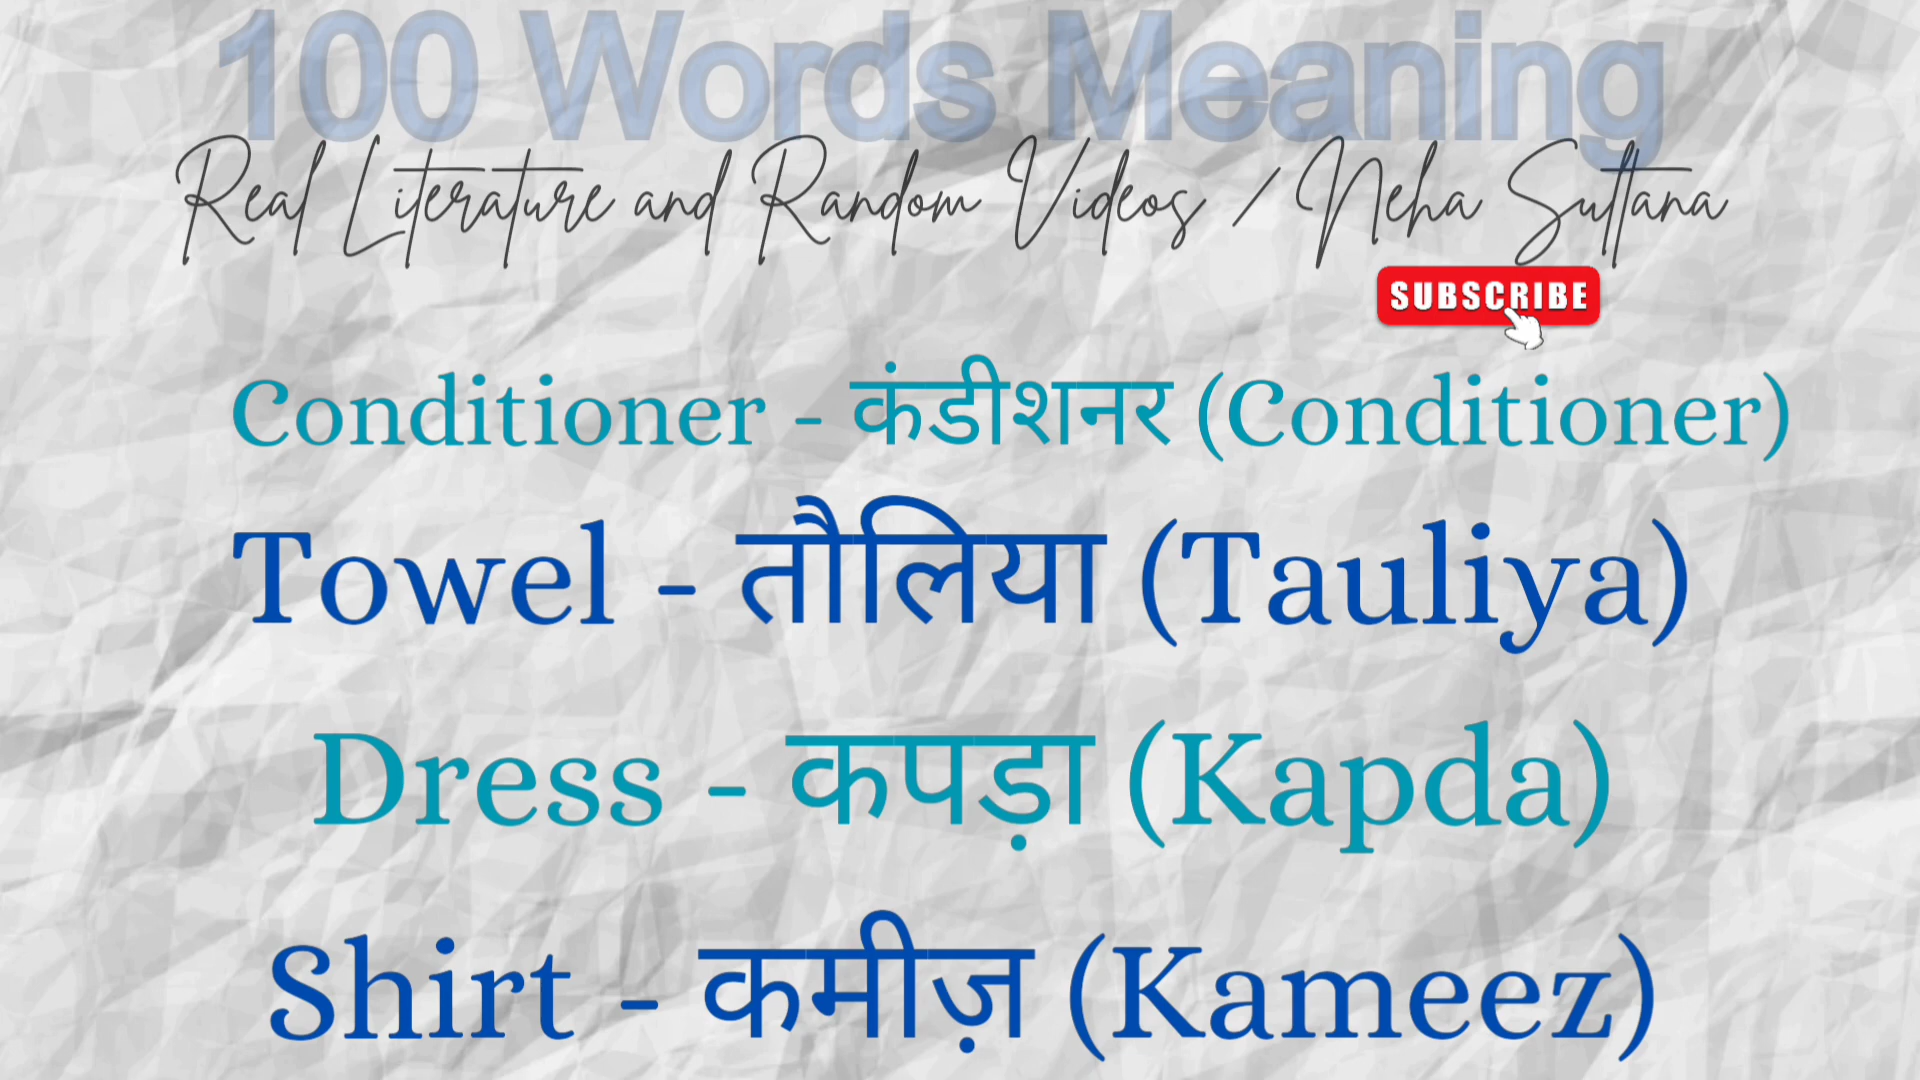 100 Words Meaning
Real Literature and Random Videos / Neha Sultana
SUBSCRIBE
Conditioner - कंडीशनर (Conditioner)
Towel - तौलिया (Tauliya)
Dress - कपड़ा (Kapda)
Shirt - कमीज़ (Kameez)